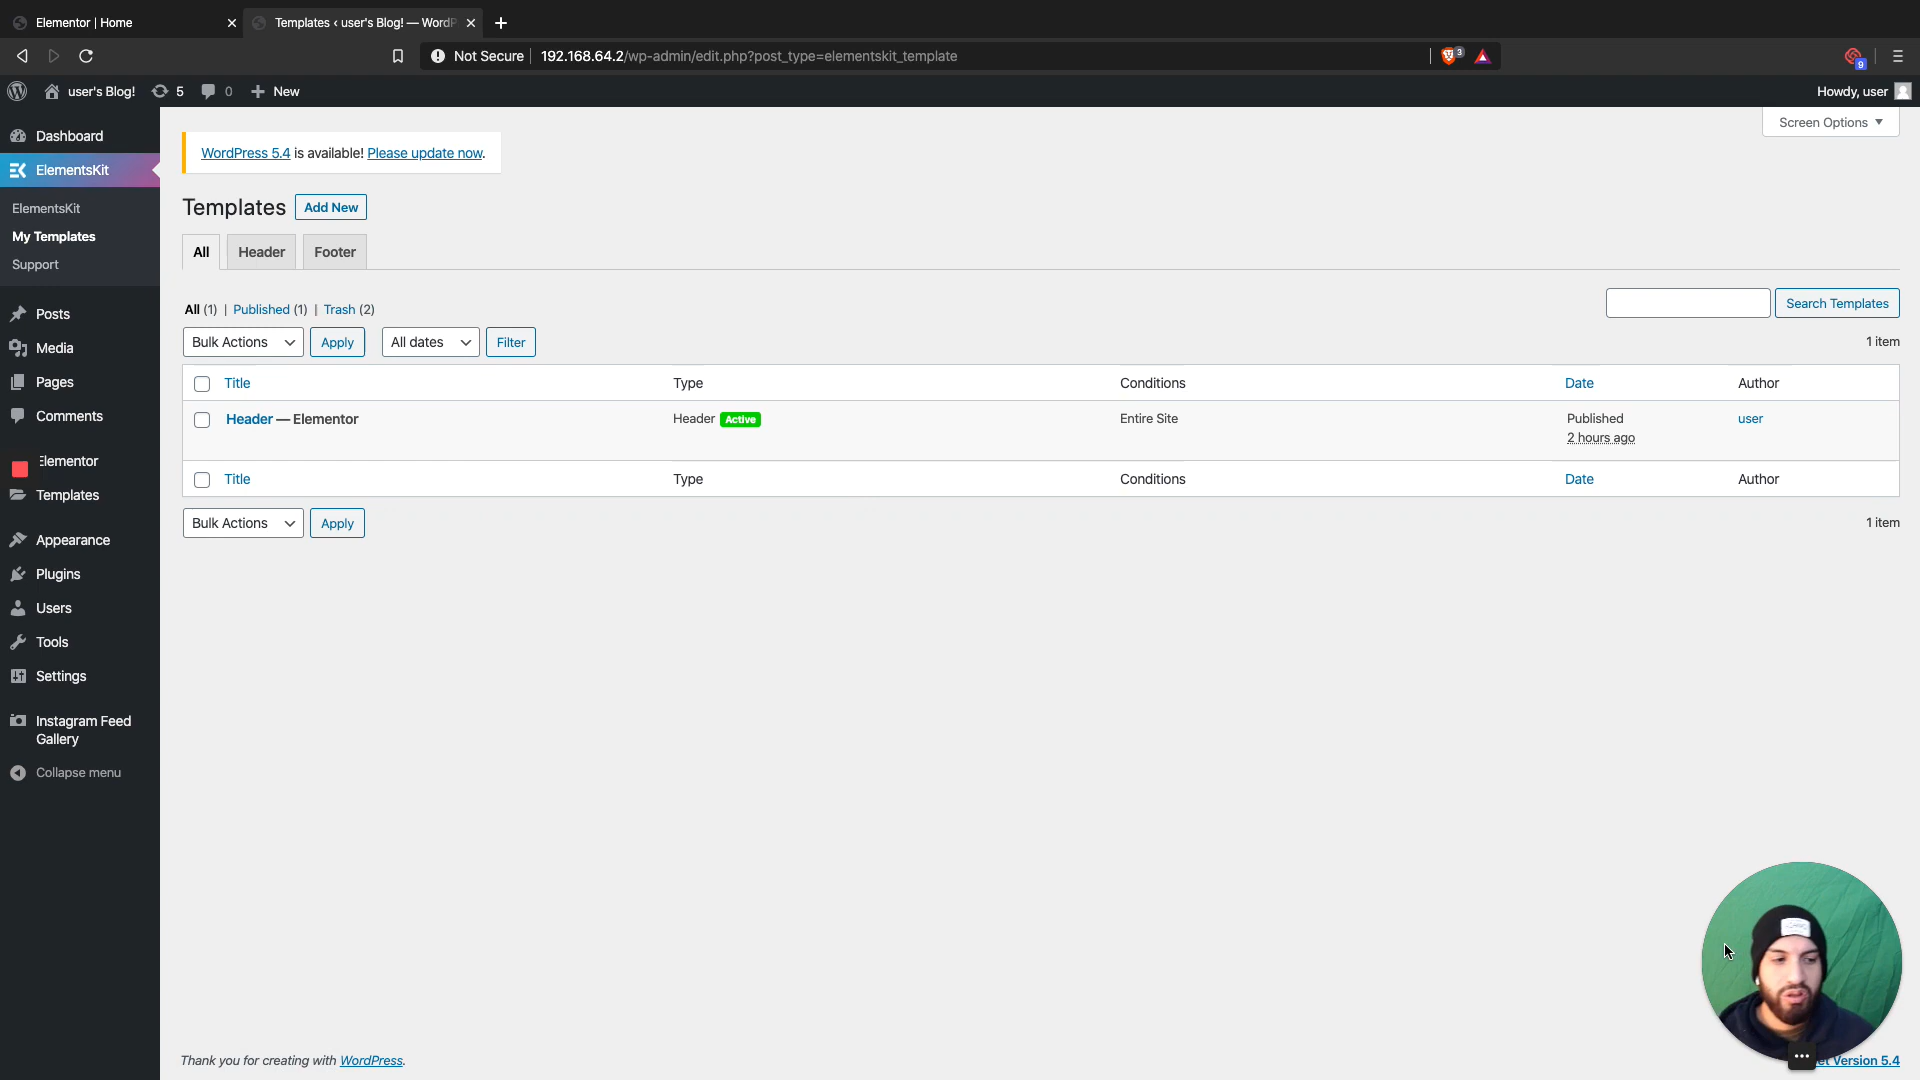 Elementor | Home
Templates ‹ user's Blog! — WordP
Not Secure
192.168.64.2/wp-admin/edit.php?post_type=elementskit_template
3
9
user's Blog!
5
0
New
Howdy, user
Dashboard
ElementsKit
ElementsKit
My Templates
Support
Posts
Media
Pages
Comments
Elementor
Templates
Appearance
Plugins
Users
Tools
Settings
Instagram Feed
Gallery
Collapse menu
Screen Options
WordPress 5.4 is available! Please update now.
Templates Add New
All Header Footer
All (1) | Published (1) | Trash (2)
Search Templates
Bulk Actions Apply All dates Filter
1 item
Title Type Conditions Date Author
Header — Elementor Header Active Entire Site Published user
2 hours ago
Title Type Conditions Date Author
Bulk Actions Apply
1 item
Thank you for creating with WordPress.
Version 5.4